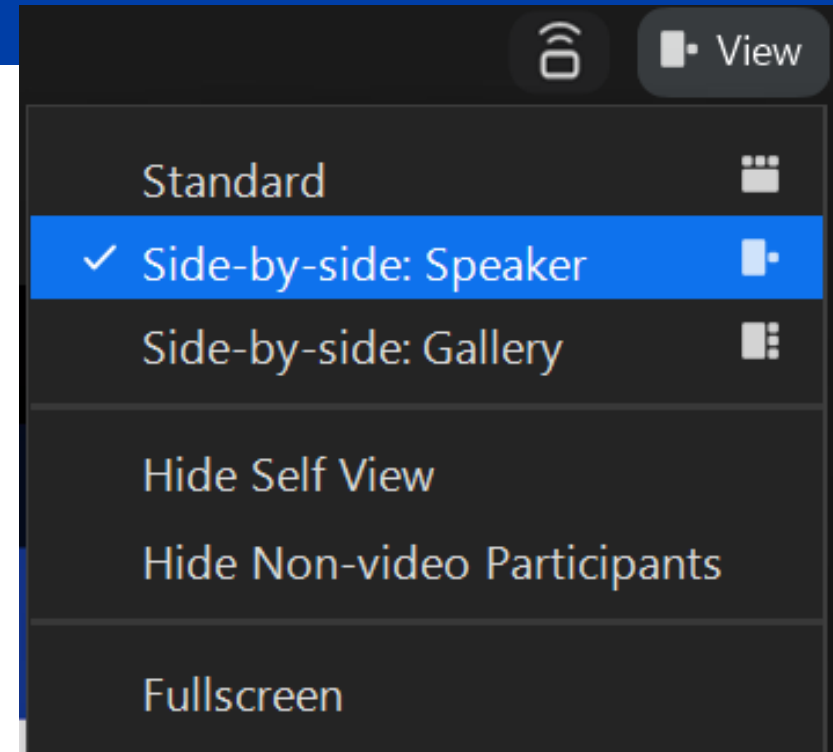 View
Standard
Side-by-side: Speaker
Side-by-side: Gallery
Hide Self View
Hide Non-video Participants
Fullscreen